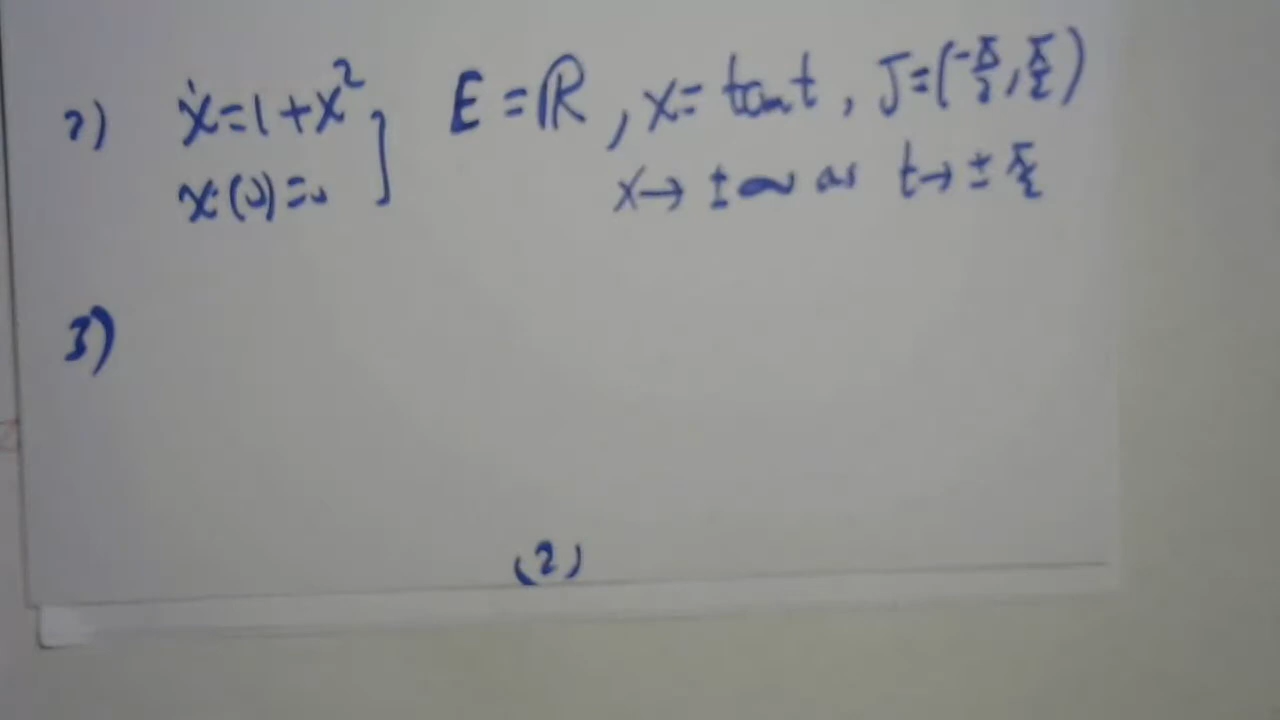 2) ẋ=1+x² ] E=ℝ, x=tan t, J=(-π/2, π/2)
x(0)=0 x→ ±∞ as t→ ± π/2
3)
(2)